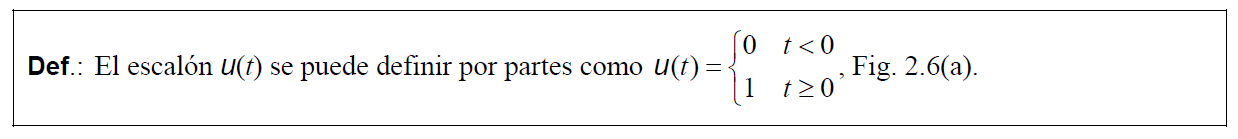 Def.: El escalón u(t) se puede definir por partes como u(t) = {0 t < 0, 1 t ≥ 0, Fig. 2.6(a).